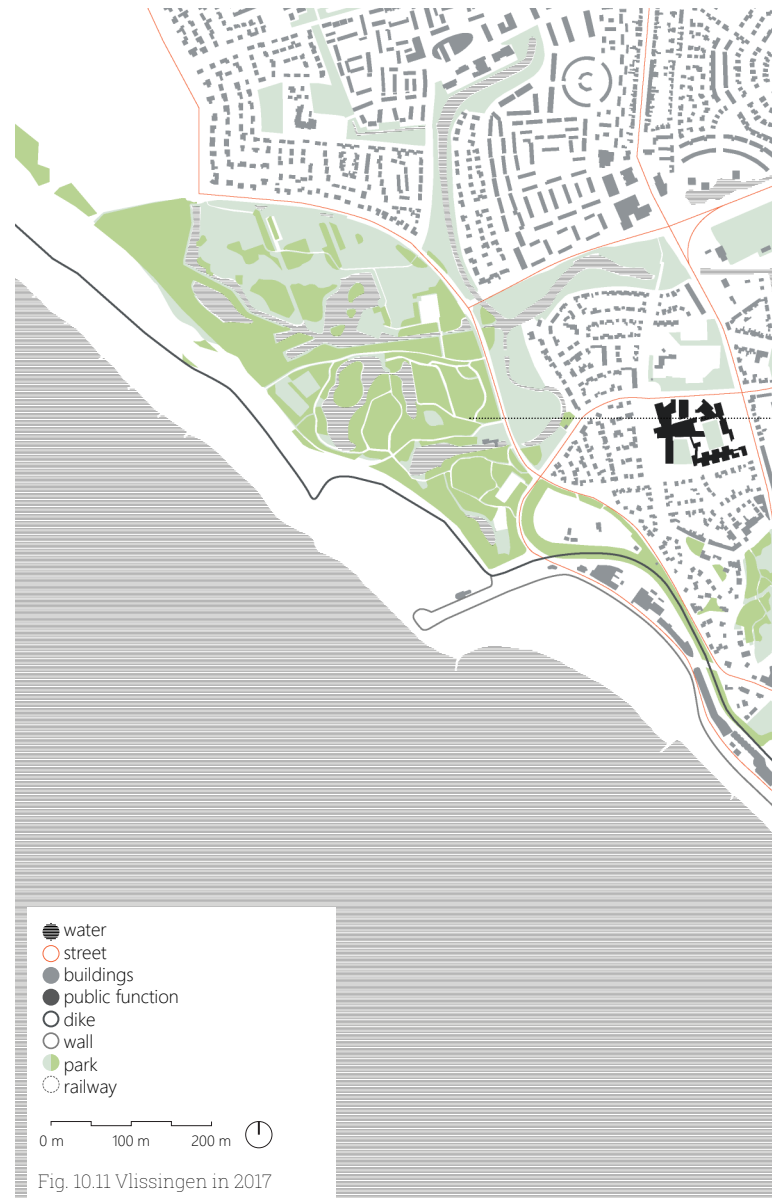 water
street
buildings
public function
dike
wall
park
railway
0 m 100 m 200 m
Fig. 10.11 Vlissingen in 2017